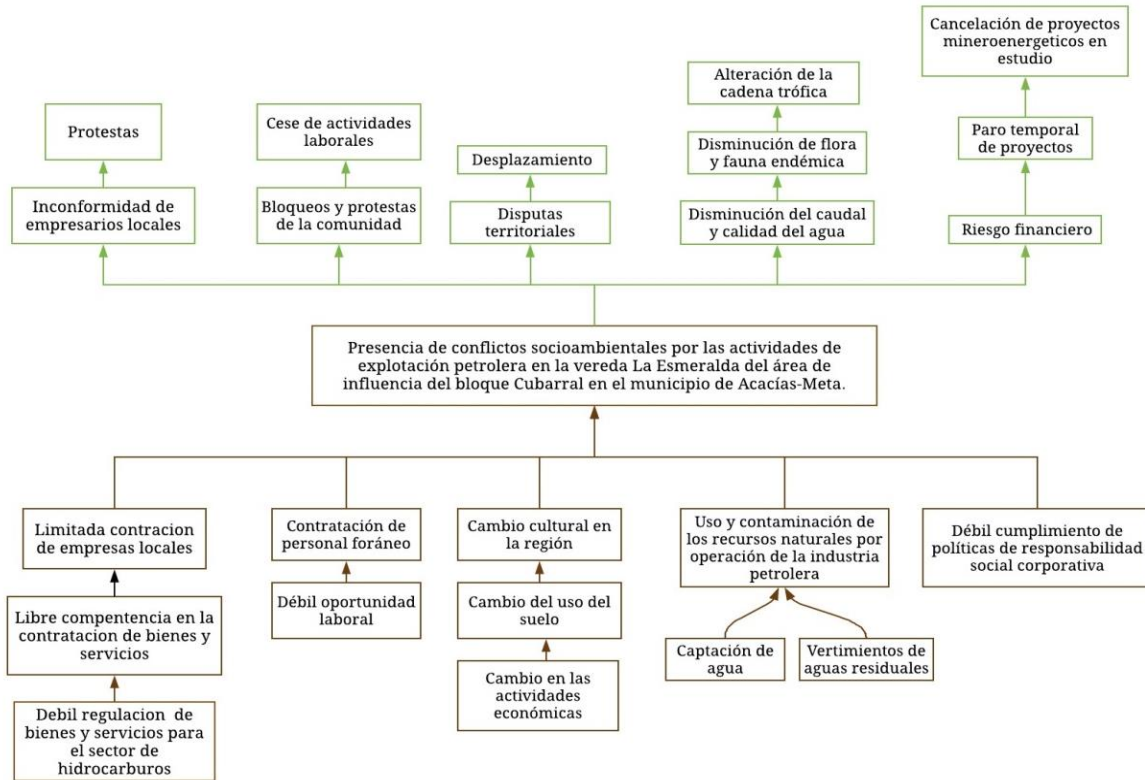 Cancelación de proyectos
mineroenergeticos en
estudio
Alteración de la
cadena trófica
Protestas
Cese de actividades
laborales
Desplazamiento
Disminución de flora
y fauna endémica
Paro temporal
de proyectos
Inconformidad de
empresarios locales
Bloqueos y protestas
de la comunidad
Disputas
territoriales
Disminución del caudal
y calidad del agua
Riesgo financiero
Presencia de conflictos socioambientales por las actividades de
explotación petrolera en la vereda La Esmeralda del área de
influencia del bloque Cubarral en el municipio de Acacías-Meta.
Limitada contracion
de empresas locales
Contratación de
personal foráneo
Cambio cultural en
la región
Uso y contaminación de
los recursos naturales por
operación de la industria
petrolera
Débil cumplimiento de
políticas de responsabilidad
social corporativa
Libre compentencia en la
contratacion de bienes y
servicios
Débil oportunidad
laboral
Cambio del uso del
suelo
Captación de
agua
Vertimientos de
aguas residuales
Debil regulacion de
bienes y servicios para
el sector de
hidrocarburos
Cambio en las
actividades
económicas